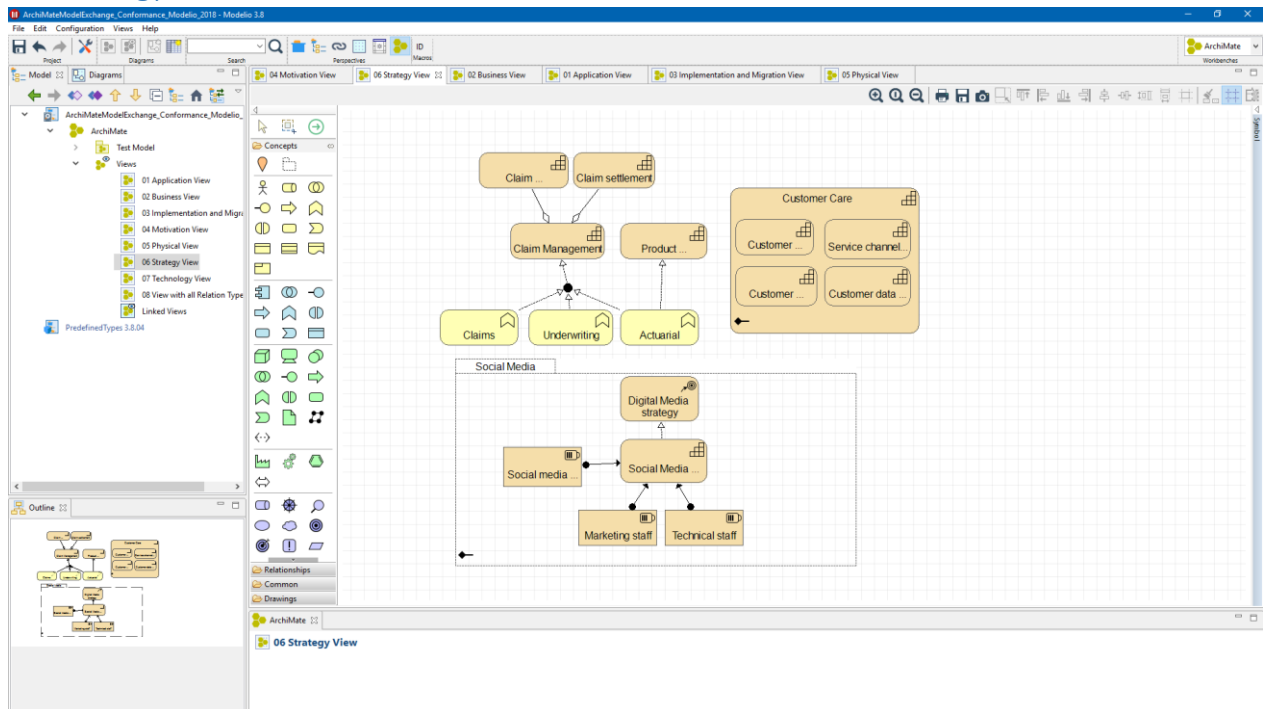 ArchiMateModelExchange_Conformance_Modelio_2018 - Modelio 3.8
File Edit Configuration Views Help
Project Diagrams Search Perspectives Macros Workbenches
ID
ArchiMate
Model Diagrams
04 Motivation View 06 Strategy View 02 Business View 01 Application View 03 Implementation and Migration View 05 Physical View
ArchiMateModelExchange_Conformance_Modelio_
ArchiMate
Test Model
Views
01 Application View
02 Business View
03 Implementation and Migra
04 Motivation View
05 Physical View
06 Strategy View
07 Technology View
08 View with all Relation Type
Linked Views
PredefinedTypes 3.8.04
Outline
Concepts
Relationships
Common
Drawings
Symbol
Claim ...
Claim settlement
Claim Management
Product ...
Claims
Underwriting
Actuarial
Customer Care
Customer ...
Service channel...
Customer ...
Customer data ...
Social Media
Digital Media
strategy
Social media ...
Social Media ...
Marketing staff
Technical staff
ArchiMate
06 Strategy View